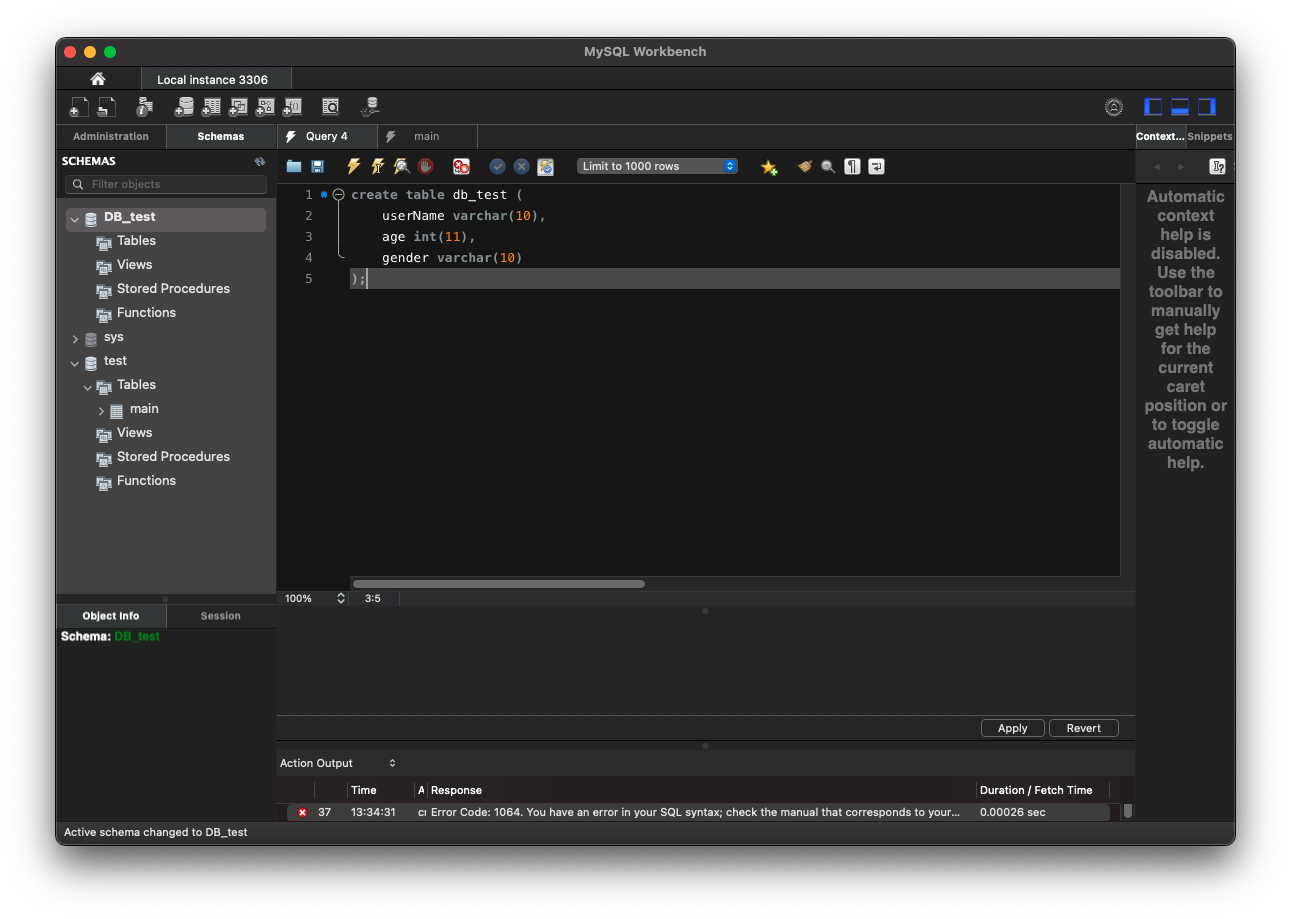 MySQL Workbench
Local instance 3306
Administration
Schemas
Query 4
main
Context...
Snippets
SCHEMAS
Filter objects
Limit to 1000 rows
DB_test
Tables
Views
Stored Procedures
Functions
sys
test
Tables
main
Views
Stored Procedures
Functions
1 create table db_test (
2 userName varchar(10),
3 age int(11),
4 gender varchar(10)
5 );
Automatic
context
help is
disabled.
Use the
toolbar to
manually
get help
for the
current
caret
position or
to toggle
automatic
help.
100%
3:5
Object Info
Session
Schema: DB_test
Apply
Revert
Action Output
Time
A
Response
Duration / Fetch Time
37
13:34:31
Error Code: 1064. You have an error in your SQL syntax; check the manual that corresponds to your...
0.00026 sec
Active schema changed to DB_test